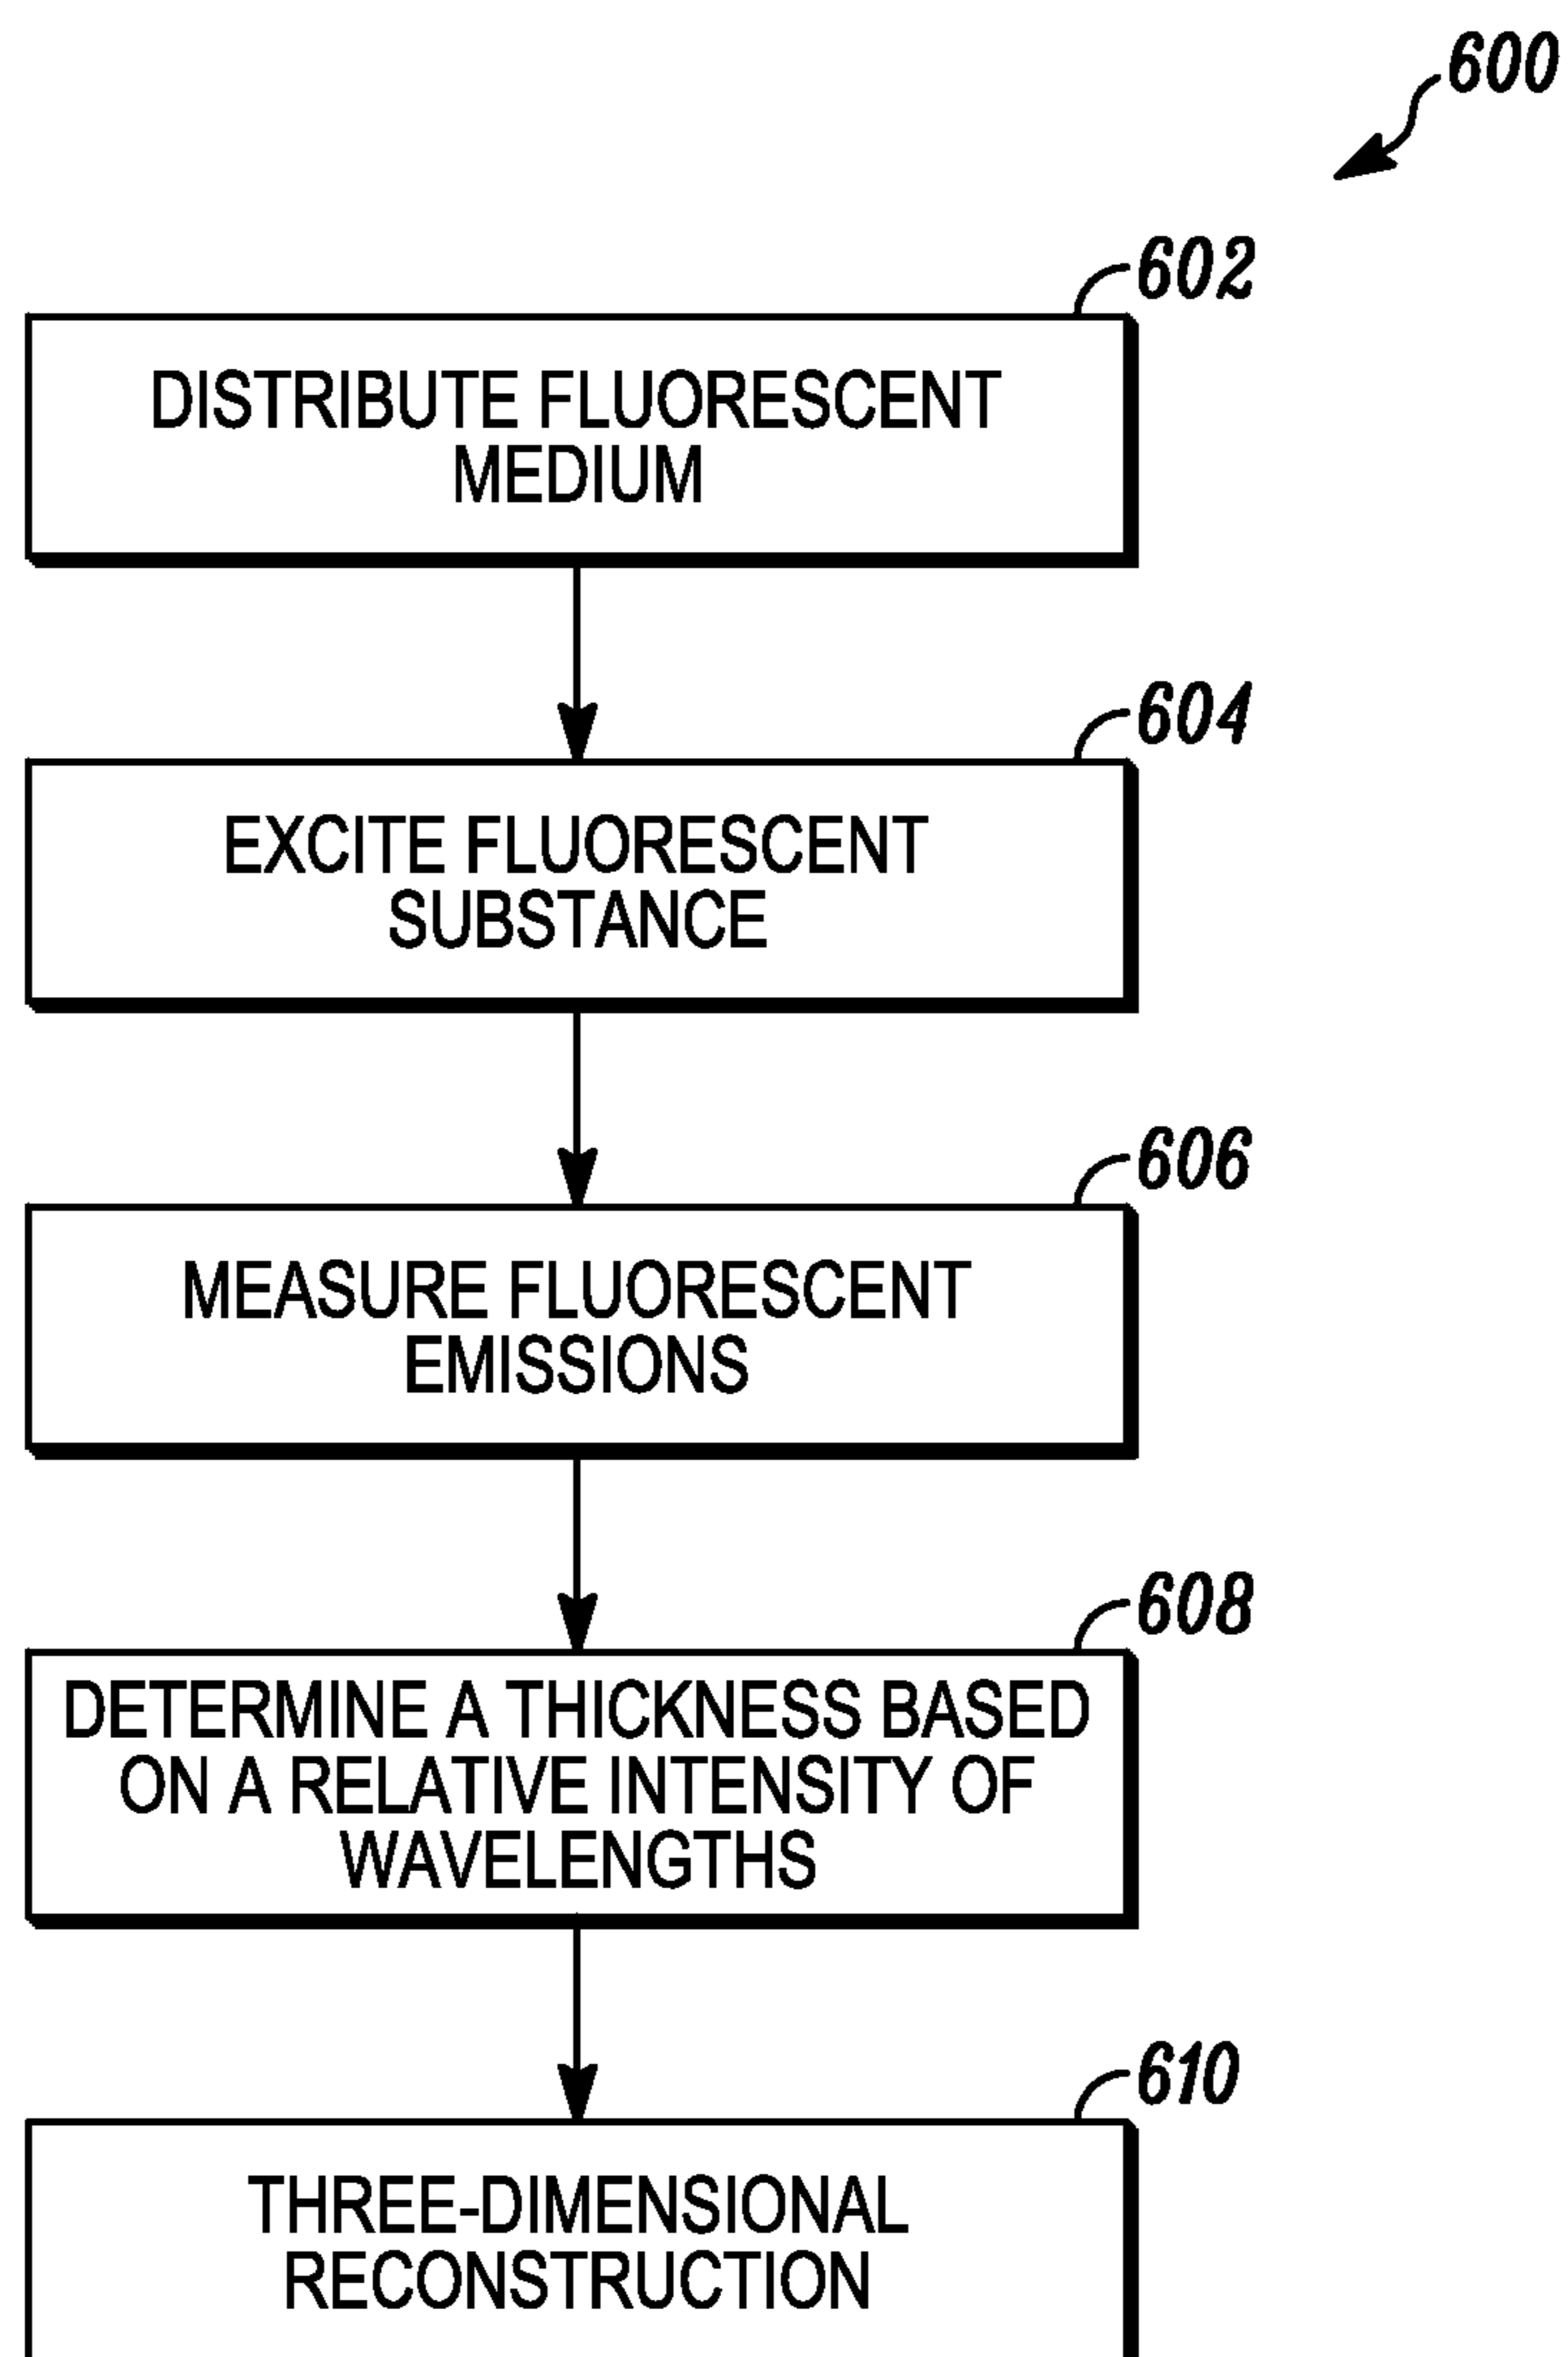 600
602
DISTRIBUTE FLUORESCENT
MEDIUM
604
EXCITE FLUORESCENT
SUBSTANCE
606
MEASURE FLUORESCENT
EMISSIONS
608
DETERMINE A THICKNESS BASED
ON A RELATIVE INTENSITY OF
WAVELENGTHS
610
THREE-DIMENSIONAL
RECONSTRUCTION